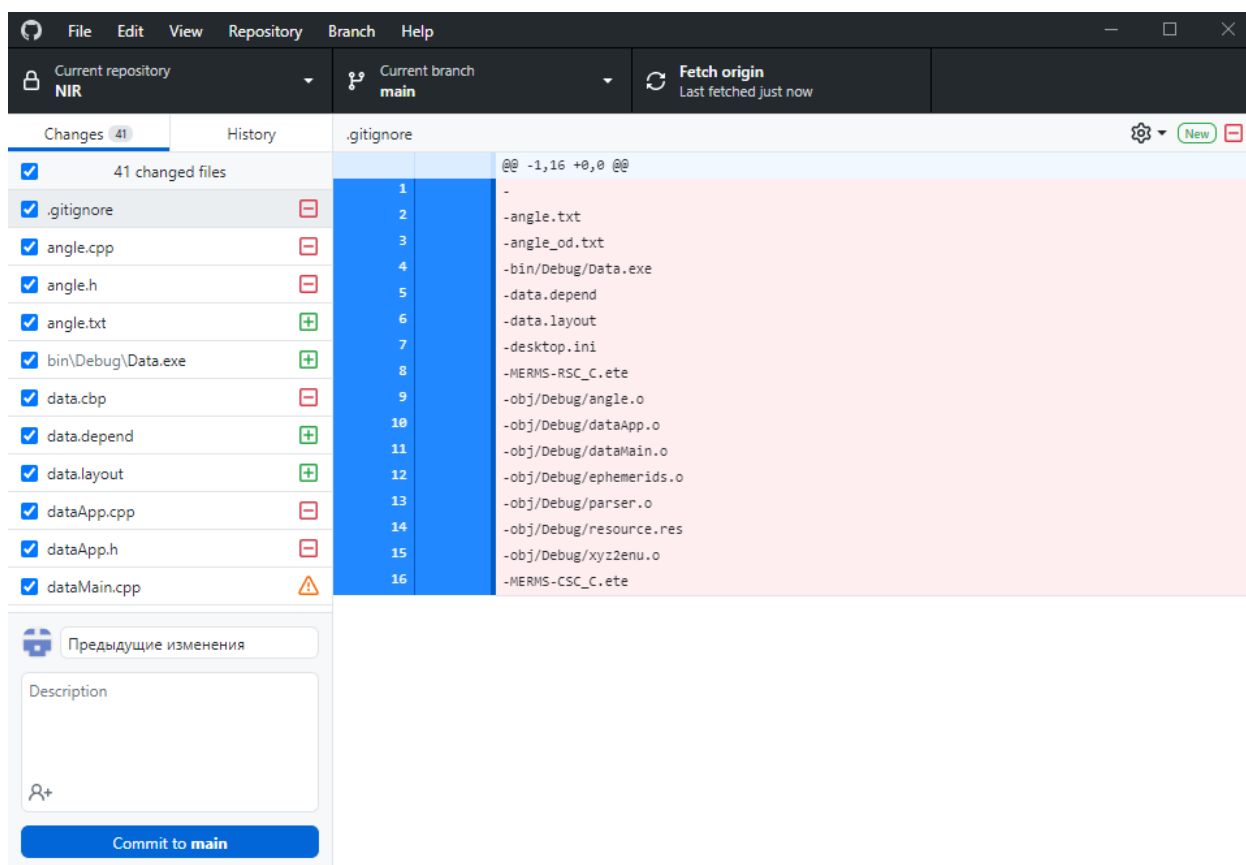 File Edit View Repository Branch Help
Current repository
NIR
Current branch
main
Fetch origin
Last fetched just now
Changes 41
History
41 changed files
.gitignore
angle.cpp
angle.h
angle.txt
bin\Debug\Data.exe
data.cbp
data.depend
data.layout
dataApp.cpp
dataApp.h
dataMain.cpp
Предыдущие изменения
Description
Commit to main
.gitignore
New
@@ -1,16 +0,0 @@
1 -
2 -angle.txt
3 -angle_od.txt
4 -bin/Debug/Data.exe
5 -data.depend
6 -data.layout
7 -desktop.ini
8 -MERMS-RSC_C.ete
9 -obj/Debug/angle.o
10 -obj/Debug/dataApp.o
11 -obj/Debug/dataMain.o
12 -obj/Debug/ephemerids.o
13 -obj/Debug/parser.o
14 -obj/Debug/resource.res
15 -obj/Debug/xyz2enu.o
16 -MERMS-CSC_C.ete